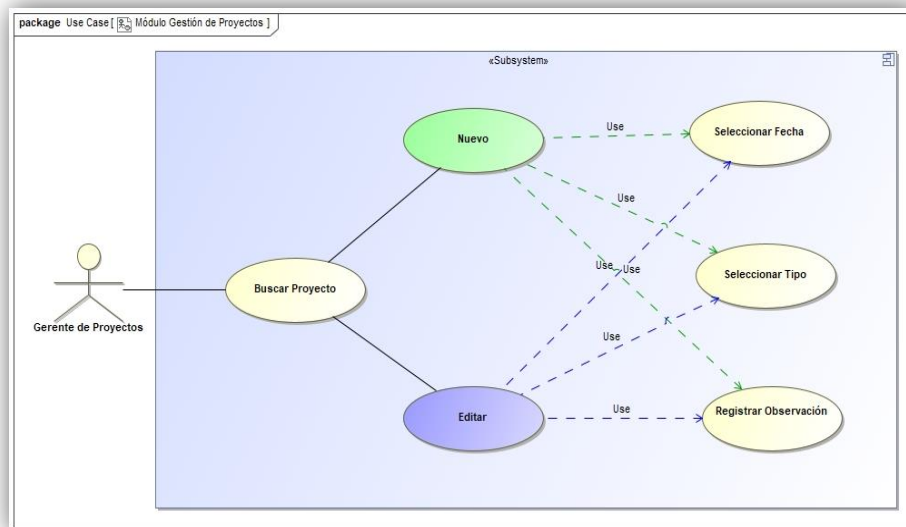 package Use Case [ Módulo Gestión de Proyectos ]
«Subsystem»
Nuevo
Use
Seleccionar Fecha
Use
Use
Use
Seleccionar Tipo
Buscar Proyecto
Gerente de Proyectos
Use
Editar
Use
Registrar Observación